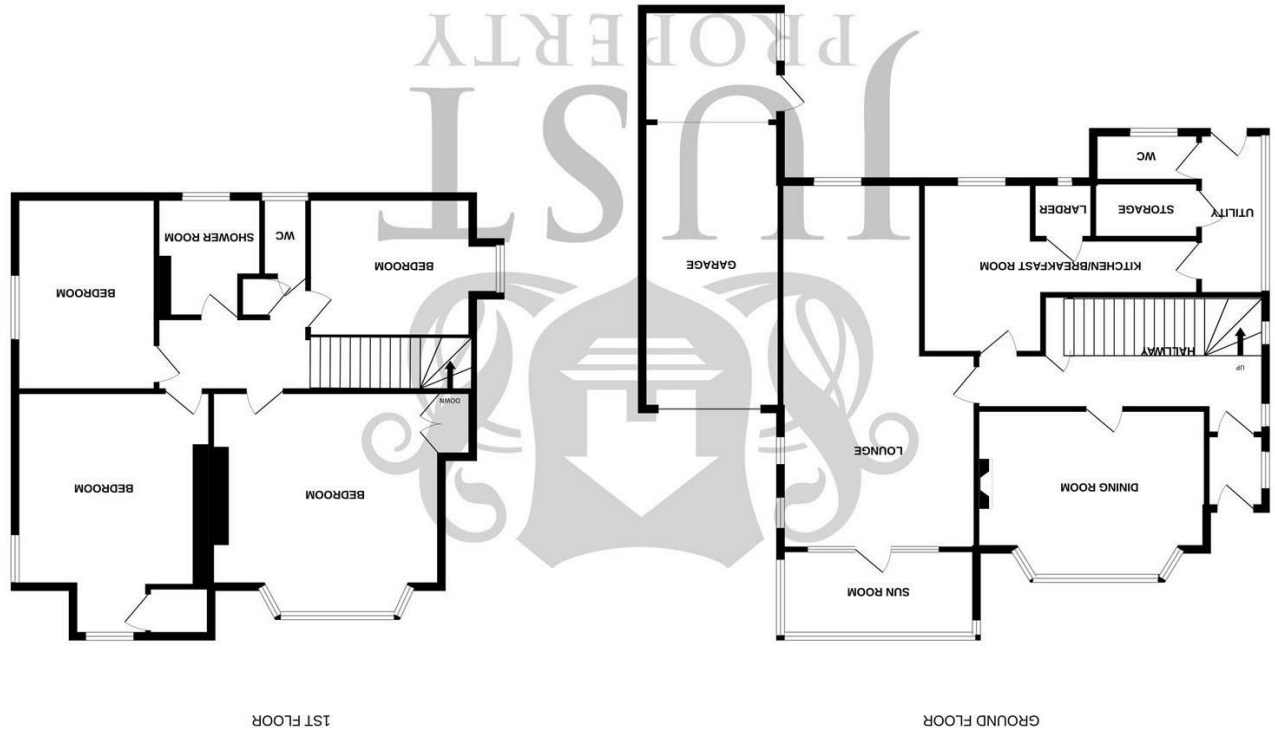 GROUND FLOOR
SUN ROOM
DINING ROOM
LOUNGE
UP
HALLWAY
KITCHEN/BREAKFAST ROOM
GARAGE
UTILITY
STORAGE
LARDER
WC
1ST FLOOR
BEDROOM
BEDROOM
DOWN
BEDROOM
BEDROOM
WC
SHOWER ROOM
JUST
PROPERTY